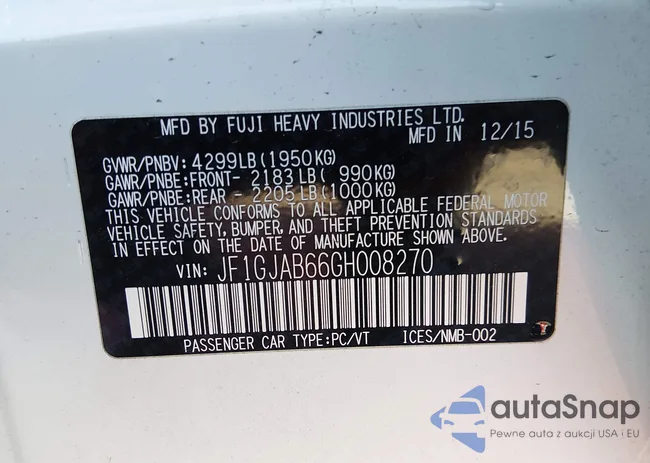 MFD BY FUJI HEAVY INDUSTRIES LTD.
MFD IN 12/15
GVWR/PNBV: 4299LB(1950KG)
GAWR/PNBE:FRONT- 2183LB( 990KG)
GAWR/PNBE:REAR - 2205LB(1000KG)
THIS VEHICLE CONFORMS TO ALL APPLICABLE FEDERAL MOTOR
VEHICLE SAFETY, BUMPER, AND THEFT PREVENTION STANDARDS
IN EFFECT ON THE DATE OF MANUFACTURE SHOWN ABOVE.
VIN: JF1GJAB66GH008270
PASSENGER CAR TYPE:PC/VT ICES/NMB-002
autoSnap
Pewne auta z aukcji USA i EU